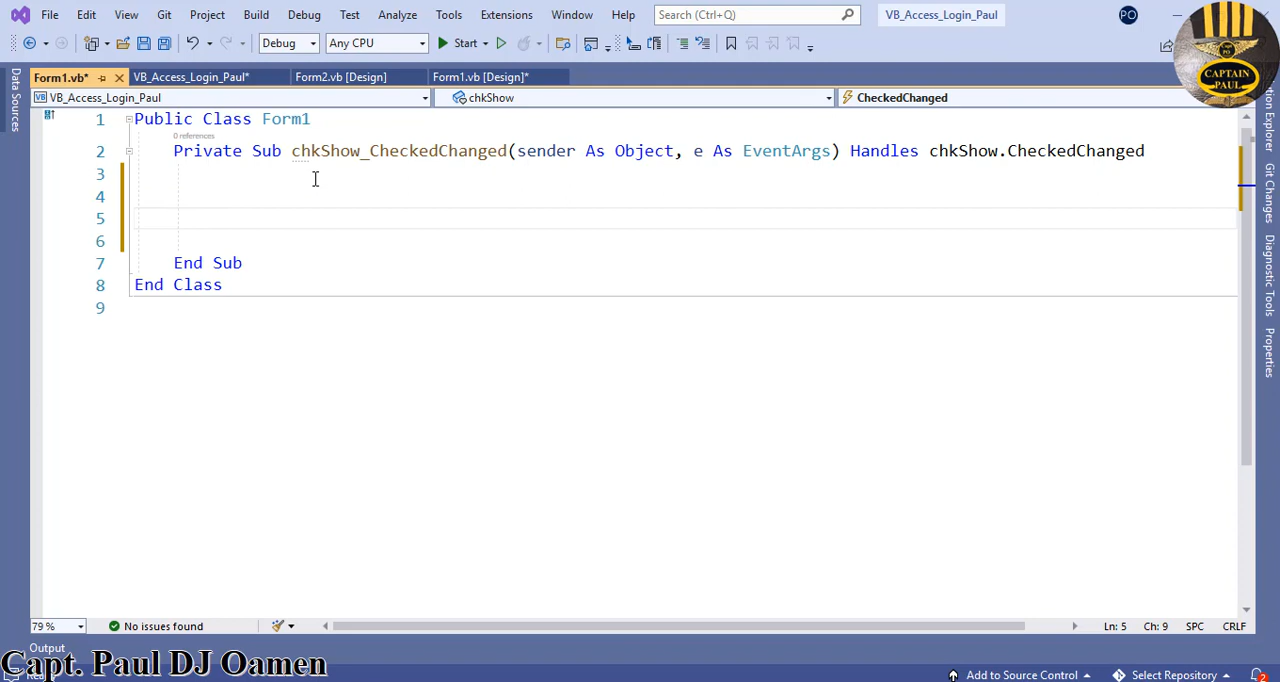 File Edit View Git Project Build Debug Test Analyze Tools Extensions Window Help Search (Ctrl+Q) VB_Access_Login_Paul PO
Debug Any CPU Start
CAPTAIN
PAUL
Form1.vb* VB_Access_Login_Paul* Form2.vb [Design] Form1.vb [Design]*
VB_Access_Login_Paul chkShow CheckedChanged
Data Sources
1 Public Class Form1
0 references
2 Private Sub chkShow_CheckedChanged(sender As Object, e As EventArgs) Handles chkShow.CheckedChanged
3
4
5
6
7 End Sub
8 End Class
9
Explorer
Git Changes
Diagnostic Tools
Properties
79 % No issues found Ln: 5 Ch: 9 SPC CRLF
Output
Capt. Paul DJ Oamen
Add to Source Control Select Repository 2